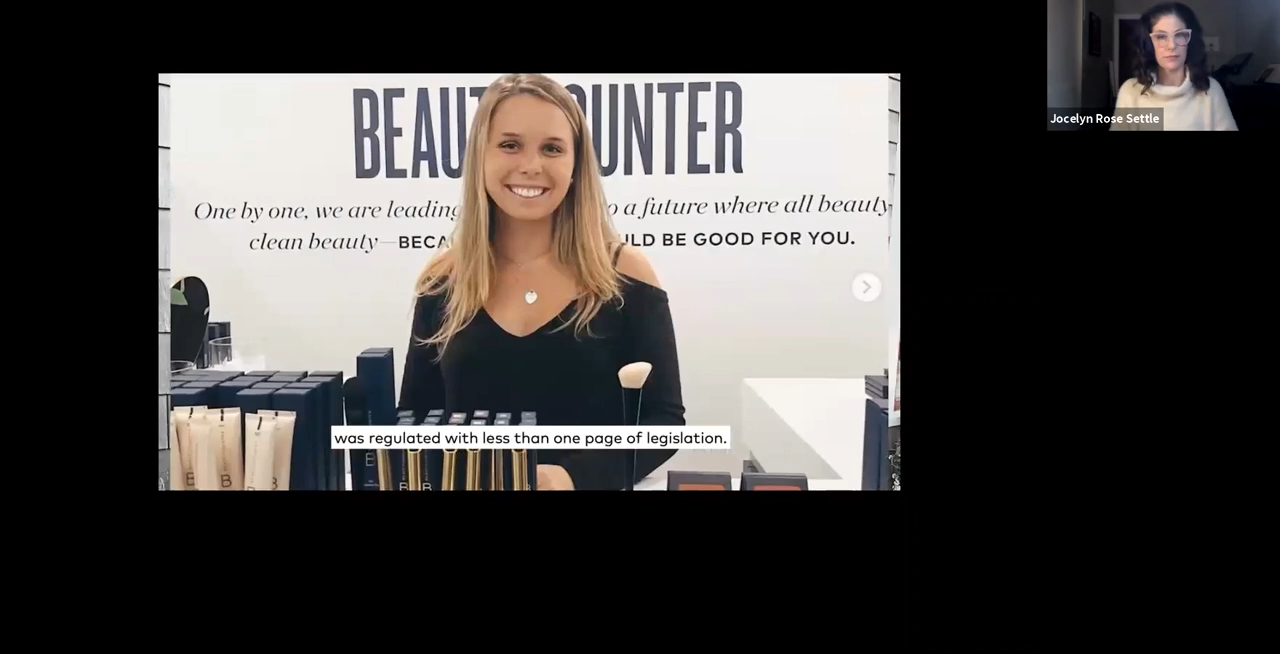 BEAU UNTER
One by one, we are leading o a future where all beauty
clean beauty—BECA ULD BE GOOD FOR YOU.
was regulated with less than one page of legislation.
Jocelyn Rose Settle